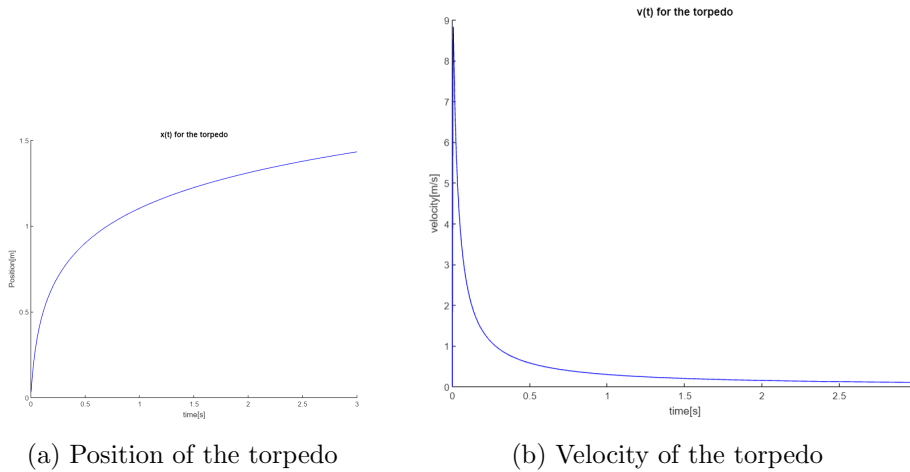 x(t) for the torpedo
1.5
1
0.5
0
Position[m]
0 0.5 1 1.5 2 2.5 3
time[s]
(a) Position of the torpedo
v(t) for the torpedo
9
8
7
6
5
4
3
2
1
0
velocity[m/s]
0 0.5 1 1.5 2 2.5
time[s]
(b) Velocity of the torpedo